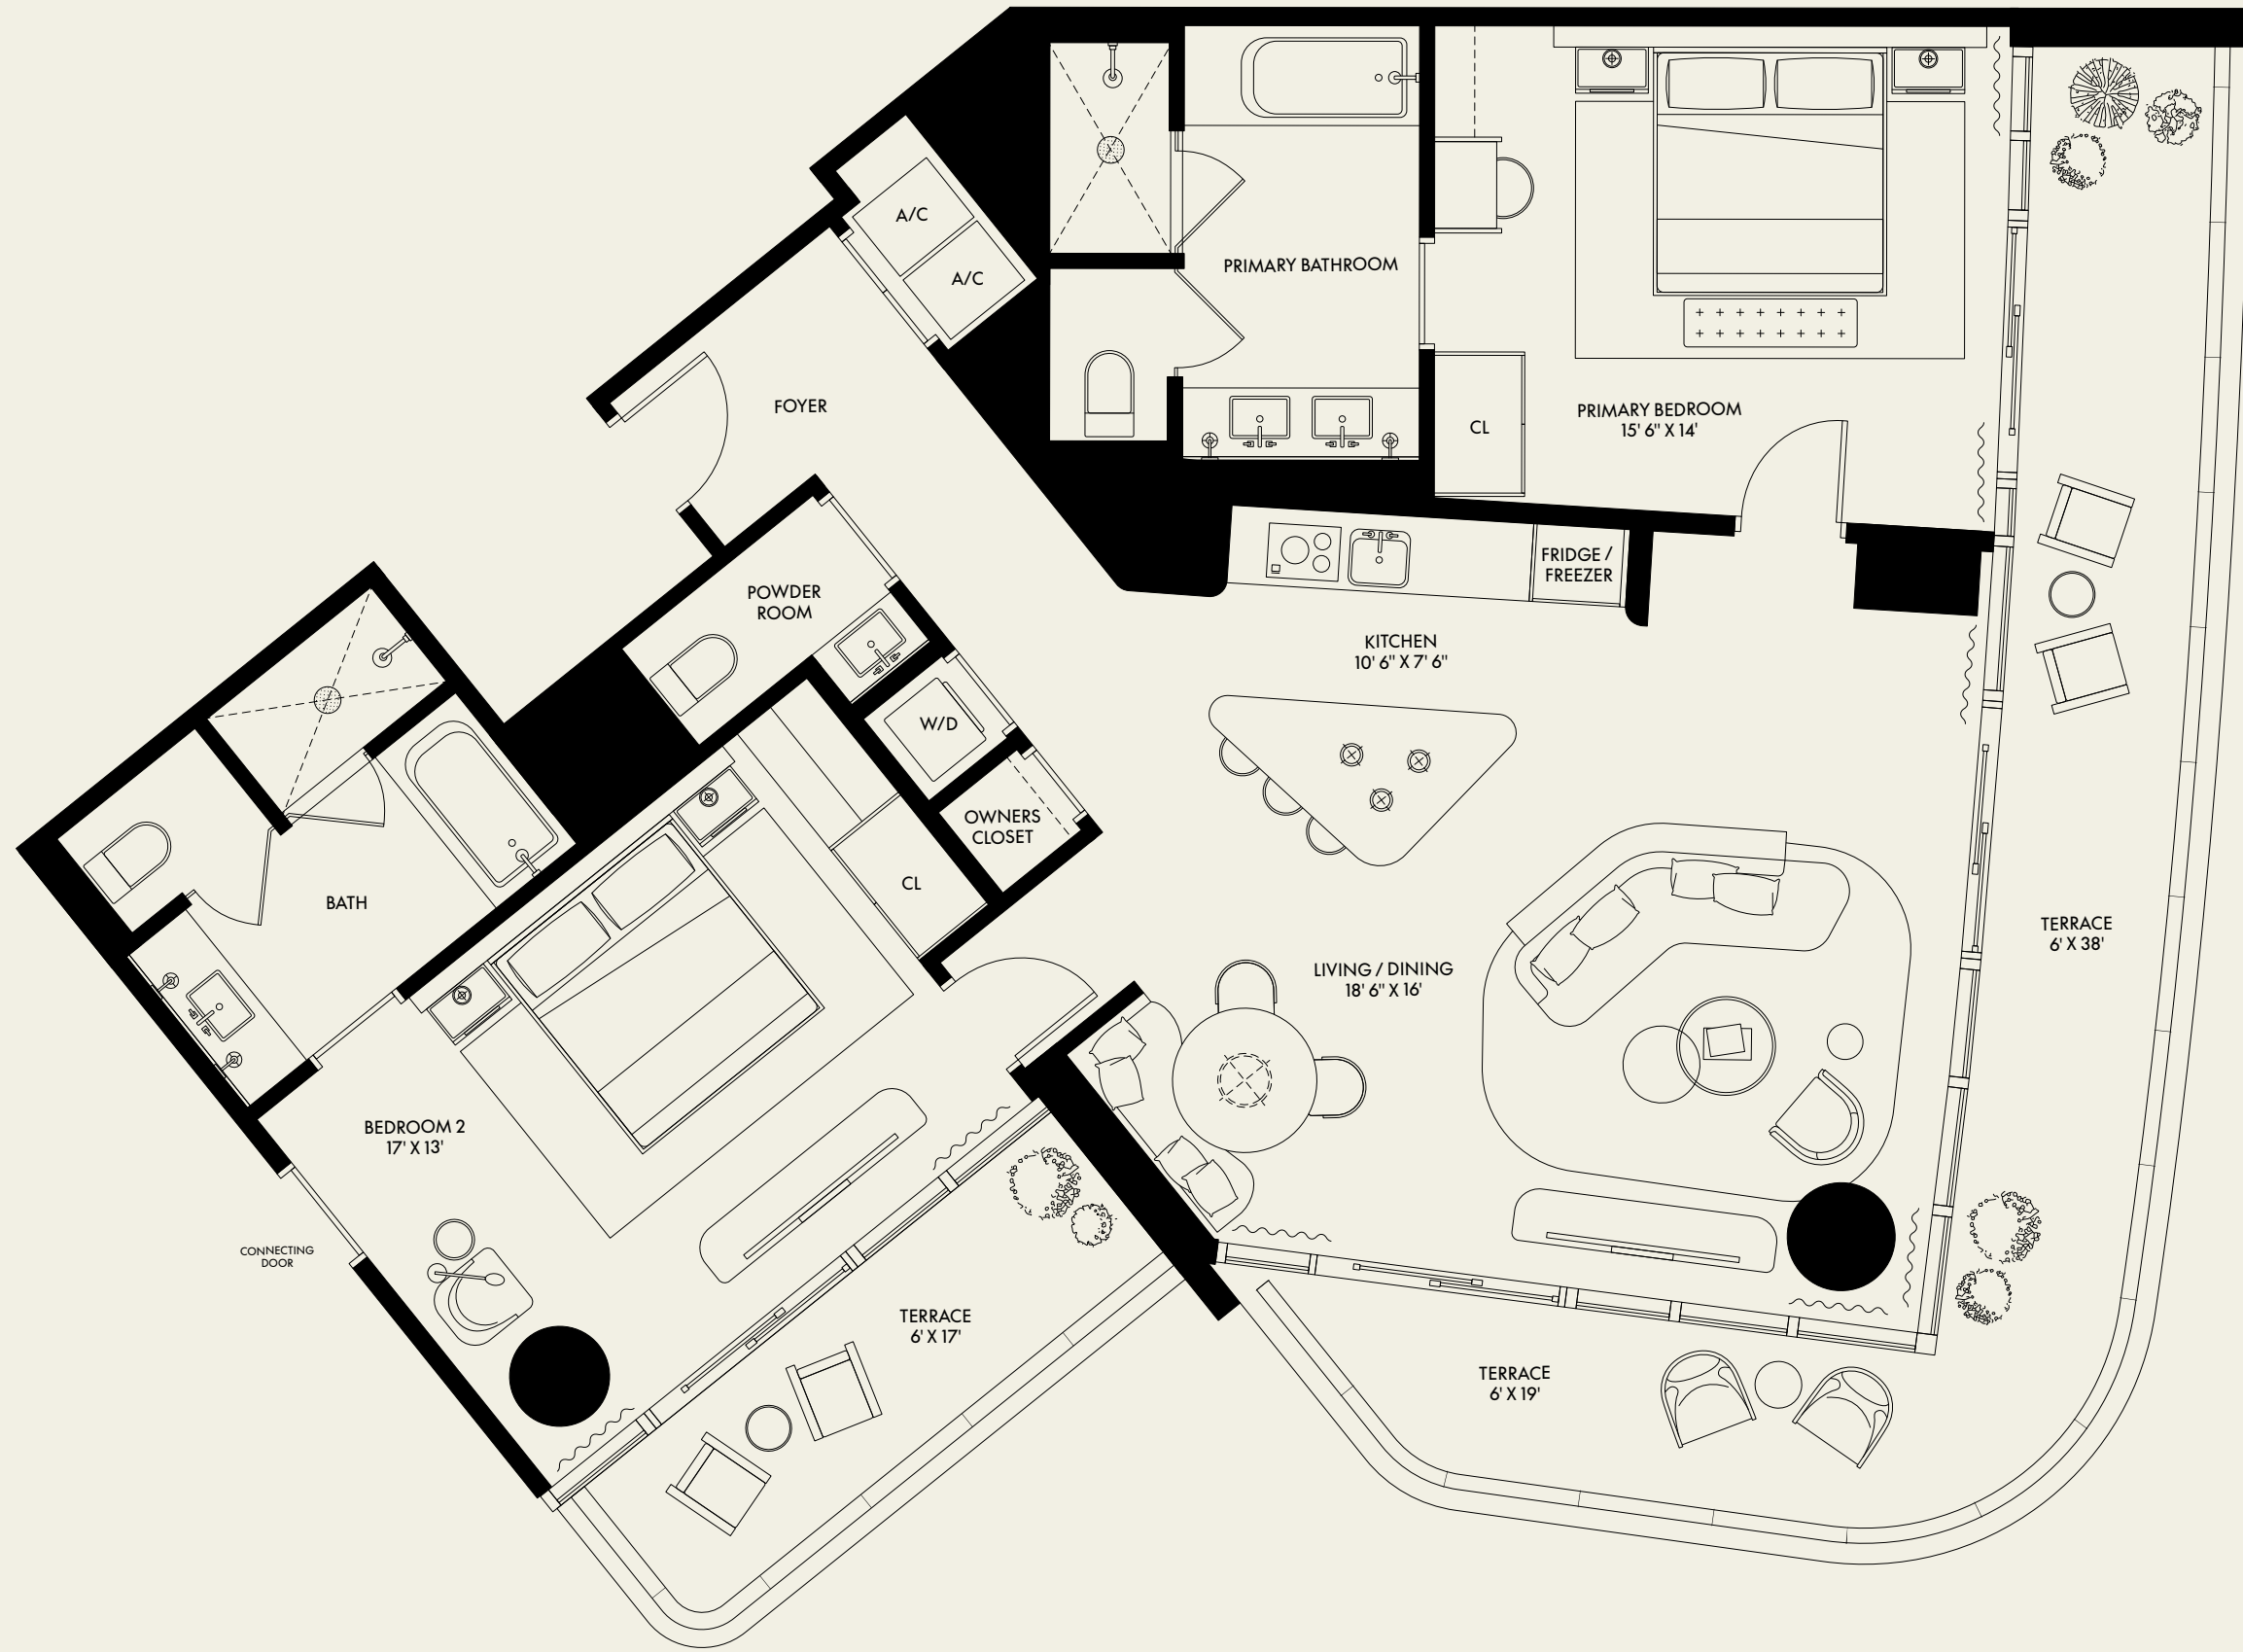 A/C
A/C
PRIMARY BATHROOM
FOYER
PRIMARY BEDROOM
15' 6" X 14'
CL
FRIDGE /
FREEZER
POWDER
ROOM
KITCHEN
10' 6" X 7' 6"
W/D
OWNERS
CLOSET
CL
BATH
TERRACE
6' X 38'
LIVING / DINING
18' 6" X 16'
BEDROOM 2
17' X 13'
CONNECTING
DOOR
TERRACE
6' X 17'
TERRACE
6' X 19'